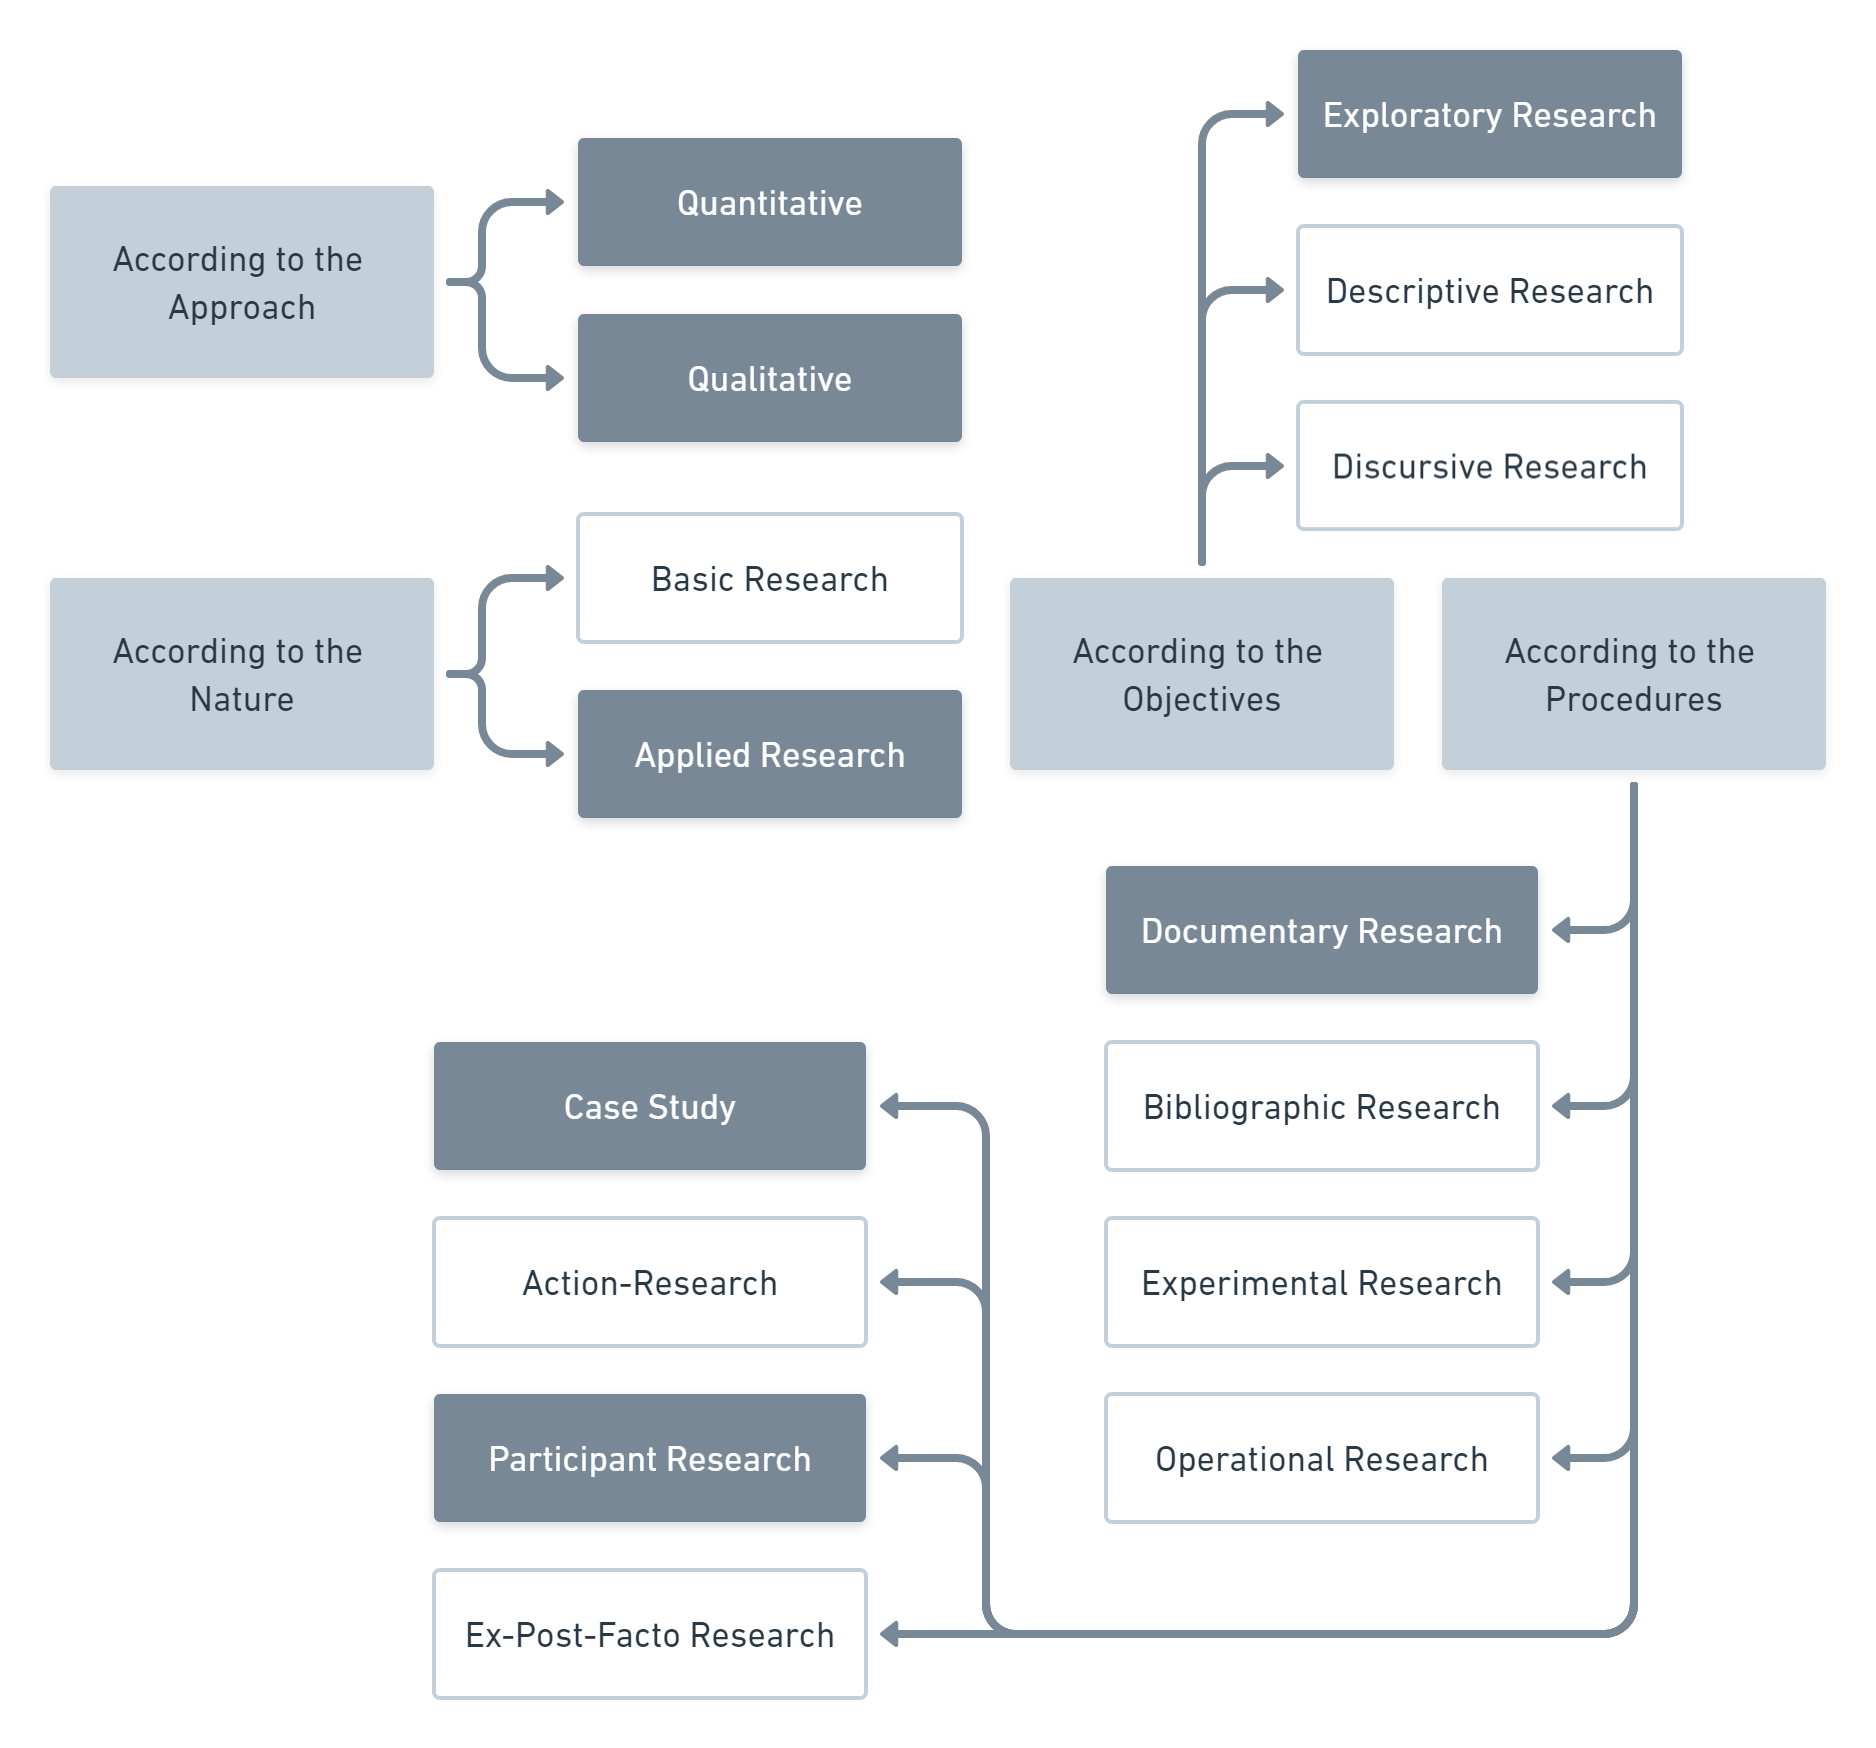 According to the
Approach
Quantitative
Qualitative
According to the
Nature
Basic Research
Applied Research
Exploratory Research
Descriptive Research
Discursive Research
According to the
Objectives
According to the
Procedures
Documentary Research
Bibliographic Research
Experimental Research
Operational Research
Case Study
Action-Research
Participant Research
Ex-Post-Facto Research